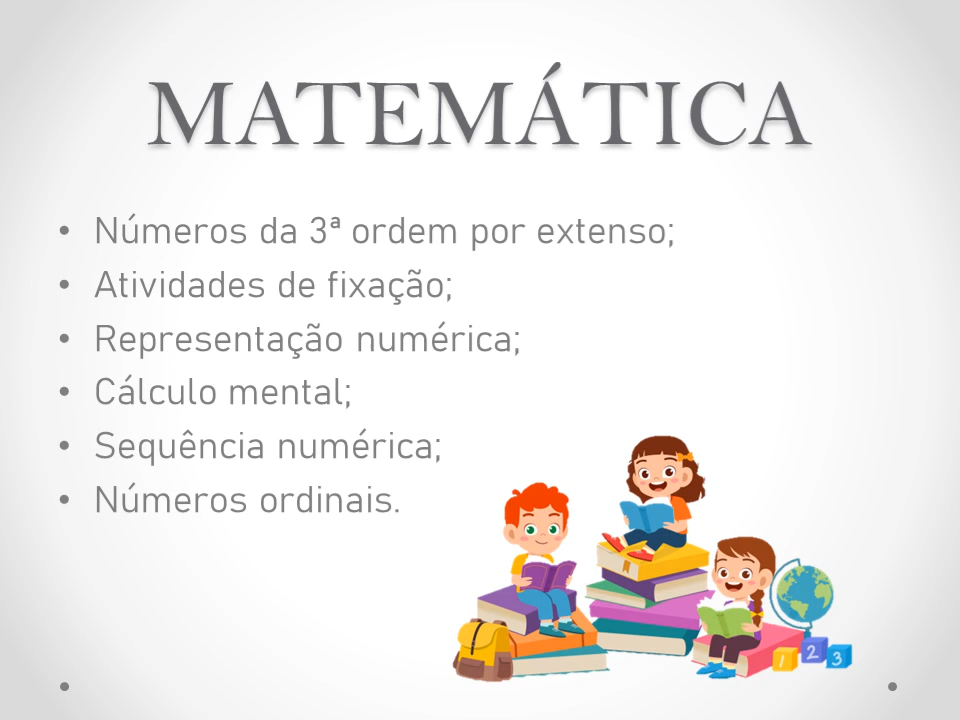 MATEMÁTICA
• Números da 3ª ordem por extenso;
• Atividades de fixação;
• Representação numérica;
• Cálculo mental;
• Sequência numérica;
• Números ordinais.
1 2 3